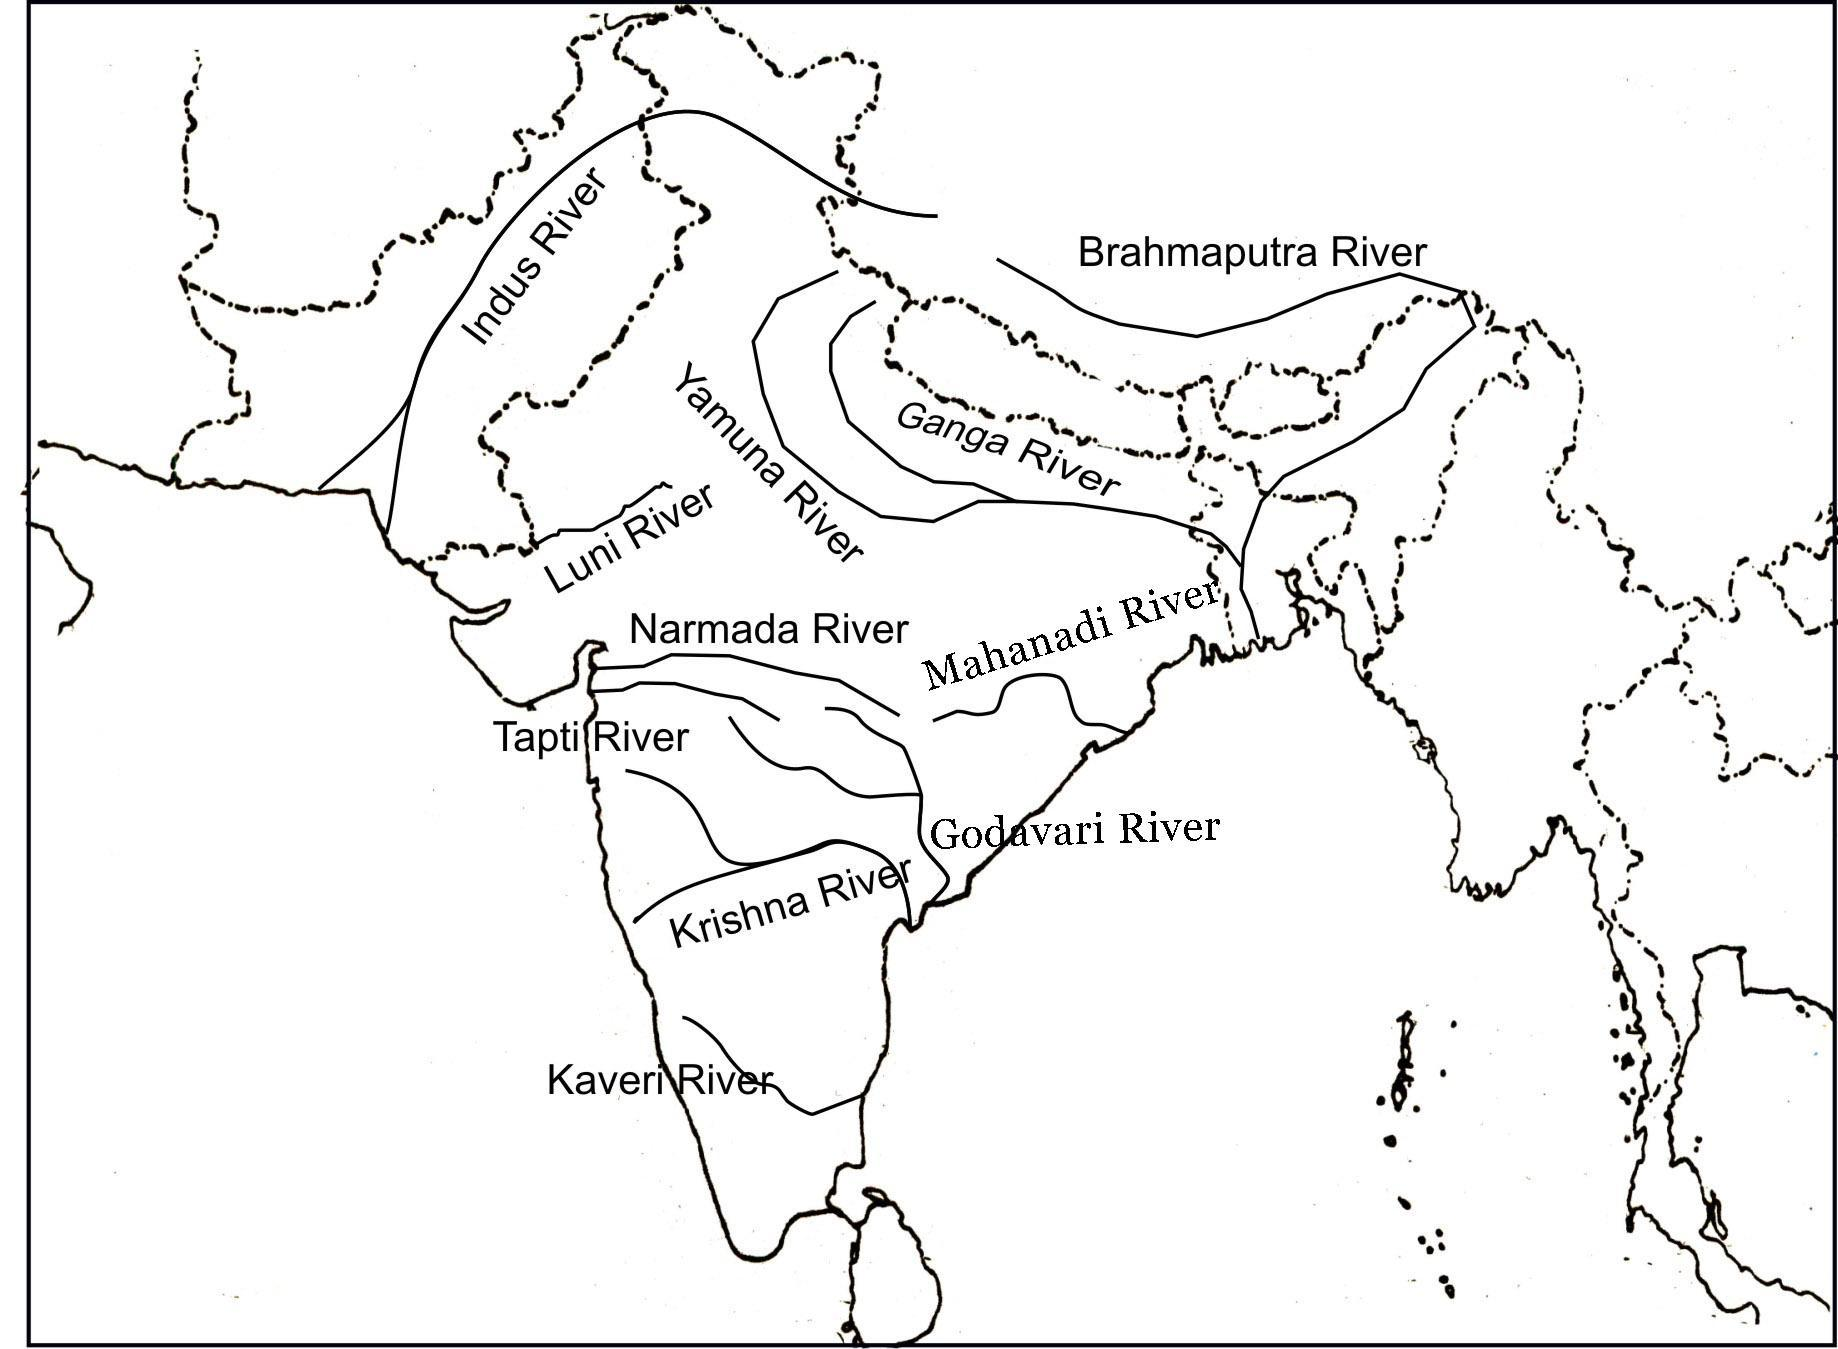 Indus River
Brahmaputra River
Yamuna River
Ganga River
Luni River
Narmada River
Mahanadi River
Tapti River
Godavari River
Krishna River
Kaveri River